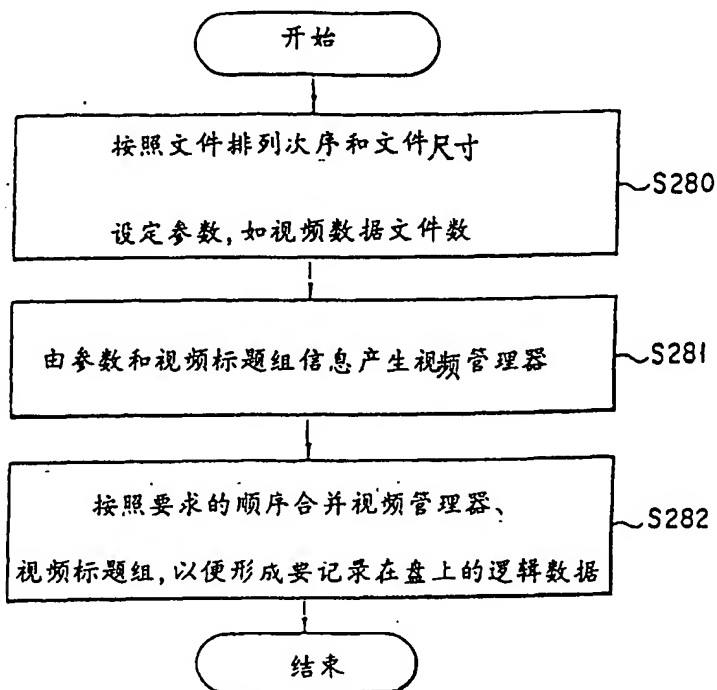 开始
按照文件排列次序和文件尺寸
设定参数,如视频数据文件数
S280
由参数和视频标题组信息产生视频管理器
S281
按照要求的顺序合并视频管理器、
视频标题组,以便形成要记录在盘上的逻辑数据
S282
结束